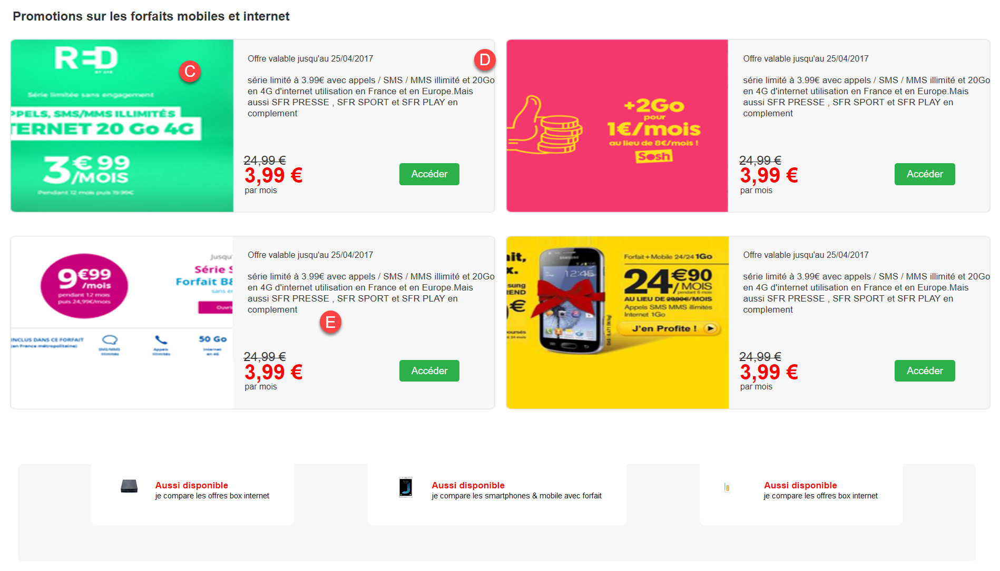 Promotions sur les forfaits mobiles et internet
RED
BY SFR
Série limitée sans engagement
PPELS, SMS/MMS ILLIMITÉS
TERNET 20 Go 4G
3€99
/MOIS
Pendant 12 mois puis 19,99€
C
Offre valable jusqu'au 25/04/2017
D
série limité à 3.99€ avec appels / SMS / MMS illimité et 20Go
en 4G d'internet utilisation en France et en Europe.Mais
aussi SFR PRESSE , SFR SPORT et SFR PLAY en
complement
24,99 €
3,99 €
par mois
Accéder
+2Go
pour
1€/mois
au lieu de 8€/mois !
Sosh
Offre valable jusqu'au 25/04/2017
série limité à 3.99€ avec appels / SMS / MMS illimité et 20Go
en 4G d'internet utilisation en France et en Europe.Mais
aussi SFR PRESSE , SFR SPORT et SFR PLAY en
complement
24,99 €
3,99 €
par mois
Accéder
9€99
/mois
pendant 12 mois
puis 24,99€/mois
Jusqu'
Série S
Forfait B&
sans en
Ouvri
INCLUS DANS CE FORFAIT
(en France métropolitaine)
SMS/MMS
illimités
Appels
illimités
50 Go
Internet
en 4G
Offre valable jusqu'au 25/04/2017
série limité à 3.99€ avec appels / SMS / MMS illimité et 20Go
en 4G d'internet utilisation en France et en Europe.Mais
aussi SFR PRESSE , SFR SPORT et SFR PLAY en
complement
E
24,99 €
3,99 €
par mois
Accéder
ait,
x.
sung
REND
€
boursés
t 24 mois
SAMSUNG
12:45
DAS : 0,471 (W/kg)
Forfait + Mobile 24/24 1Go
24€90
/MOIS
pendant 6 mois
AU LIEU DE 29,90€/MOIS
Appels SMS MMS illimités
Internet 1Go
J'en Profite !
Offre valable jusqu'au 25/04/2017
série limité à 3.99€ avec appels / SMS / MMS illimité et 20Go
en 4G d'internet utilisation en France et en Europe.Mais
aussi SFR PRESSE , SFR SPORT et SFR PLAY en
complement
24,99 €
3,99 €
par mois
Accéder
Aussi disponible
je compare les offres box internet
Aussi disponible
je compare les smartphones & mobile avec forfait
Aussi disponible
je compare les offres box internet